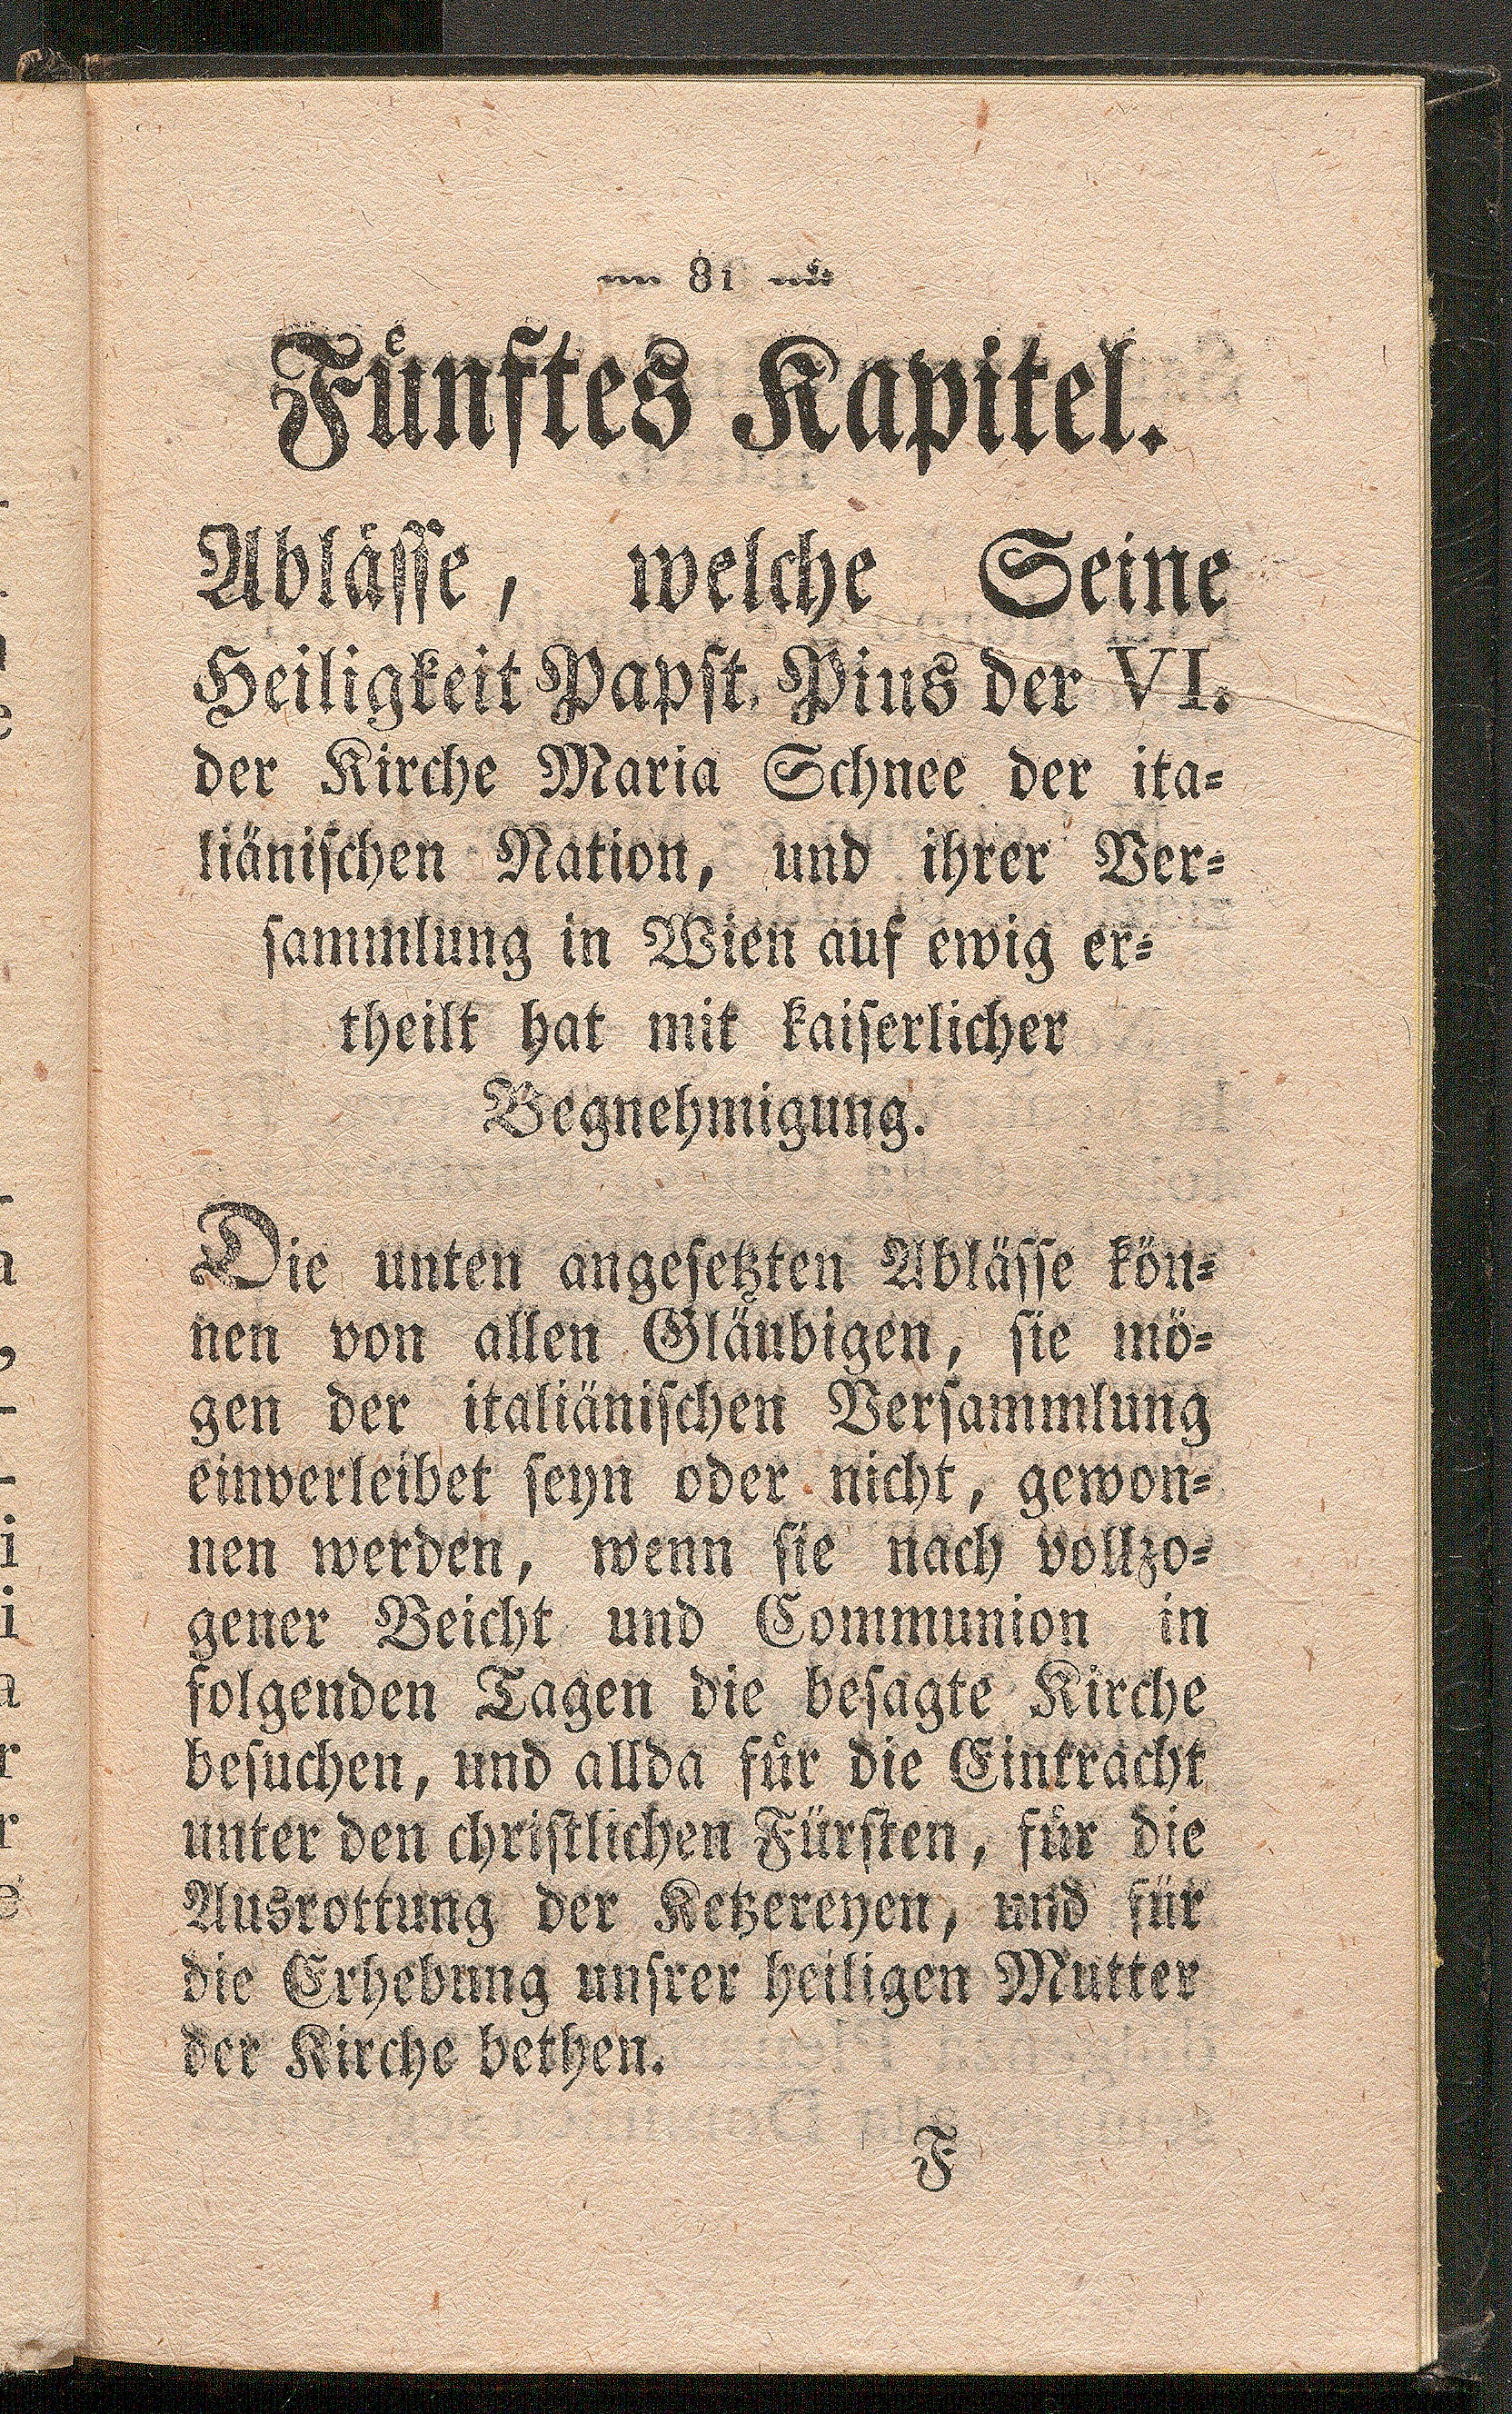 81
Fünftes Kapitel.
Ablässe, welche Seine
Heiligkeit Papst Pius der VI.
der Kirche Maria Schnee der ita=
liänischen Nation, und ihrer Ver=
sammlung in Wien auf ewig er=
theilt hat mit kaiserlicher
Begnehmigung.
Die unten angesetzten Ablässe kön=
nen von allen Gläubigen, sie mö=
gen der italiänischen Versammlung
einverleibet seyn oder nicht, gewon=
nen werden, wenn sie nach vollzo=
gener Beicht und Communion in
folgenden Tagen die besagte Kirche
besuchen, und allda für die Eintracht
unter den christlichen Fürsten, für die
Ausrottung der Ketzereyen, und für
die Erhebung unsrer heiligen Mutter
der Kirche bethen.
F